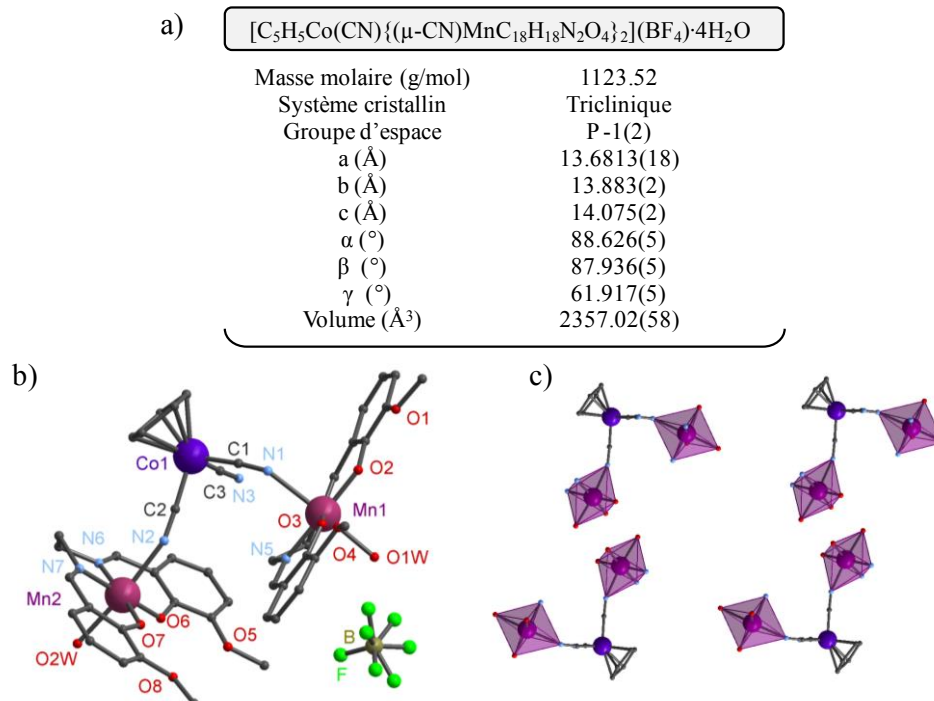 a)
[C₅H₅Co(CN){(μ-CN)MnC₁₈H₁₈N₂O₄}₂](BF₄)·4H₂O
Masse molaire (g/mol) 1123.52
Système cristallin Triclinique
Groupe d’espace P -1(2)
a (Å) 13.6813(18)
b (Å) 13.883(2)
c (Å) 14.075(2)
α (°) 88.626(5)
β (°) 87.936(5)
γ (°) 61.917(5)
Volume (Å³) 2357.02(58)
b)
c)
O1
C1
N1
Co1
O2
C3
N3
Mn1
C2
O3
N2
N5
O4
O1W
N6
N7
Mn2
O6
O5
O7
B
O2W
O8
F